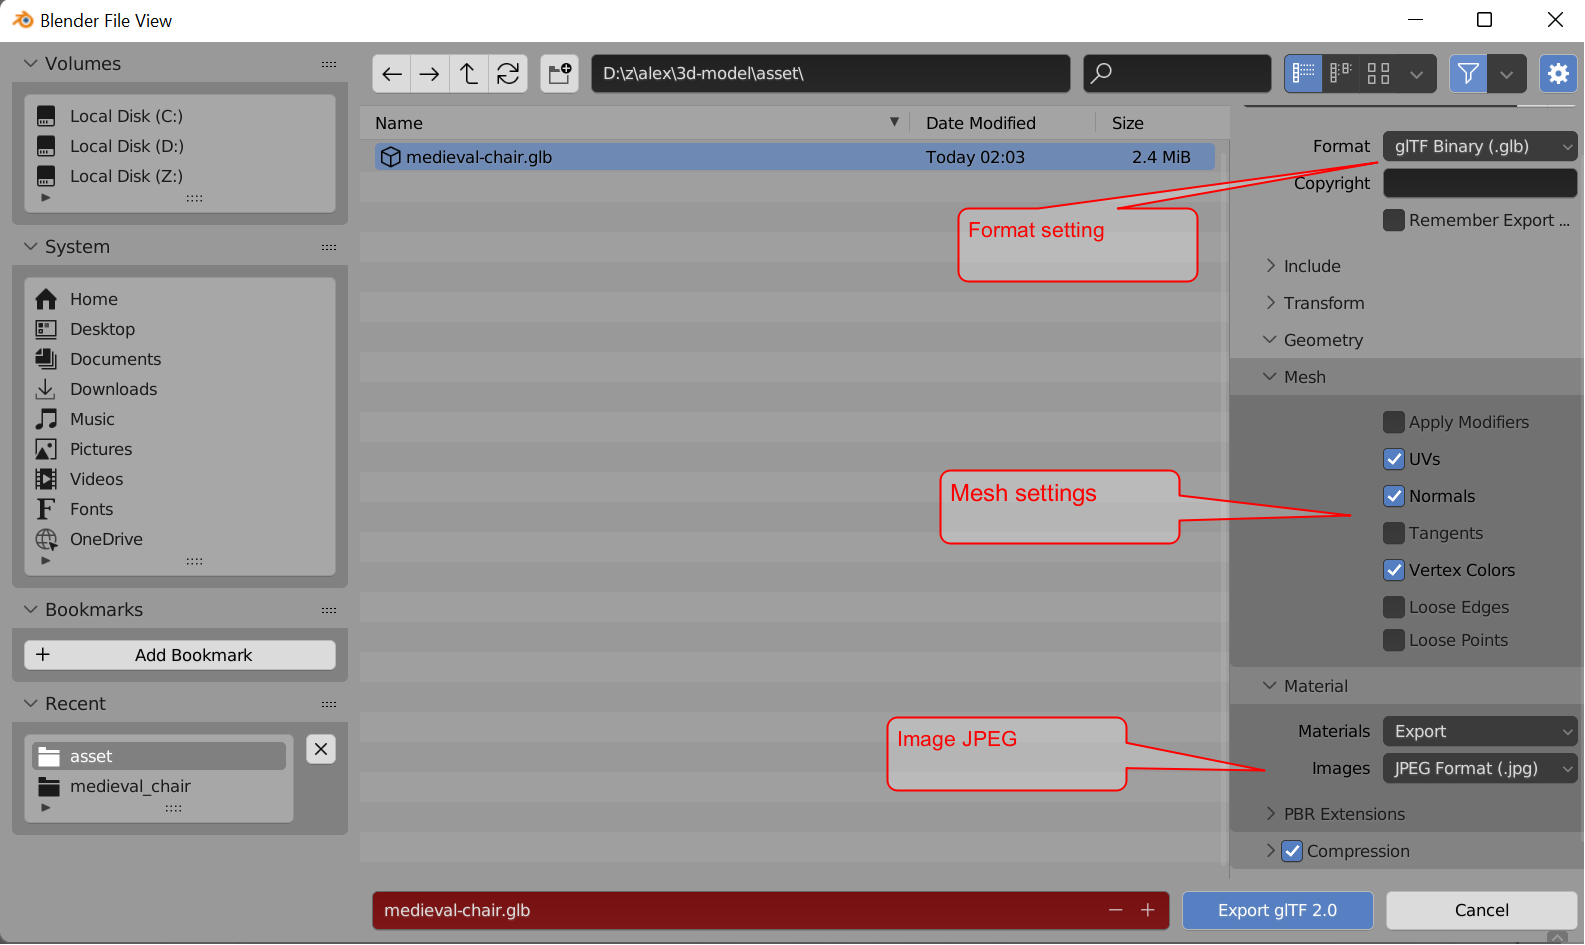 Blender File View
Volumes
Local Disk (C:)
Local Disk (D:)
Local Disk (Z:)
System
Home
Desktop
Documents
Downloads
Music
Pictures
Videos
Fonts
OneDrive
Bookmarks
Add Bookmark
Recent
asset
medieval_chair
D:\z\alex\3d-model\asset\
Name Date Modified Size
medieval-chair.glb Today 02:03 2.4 MiB
Format setting
Mesh settings
Image JPEG
Format glTF Binary (.glb)
Copyright
Remember Export ...
Include
Transform
Geometry
Mesh
Apply Modifiers
UVs
Normals
Tangents
Vertex Colors
Loose Edges
Loose Points
Material
Materials Export
Images JPEG Format (.jpg)
PBR Extensions
Compression
medieval-chair.glb
Export glTF 2.0
Cancel